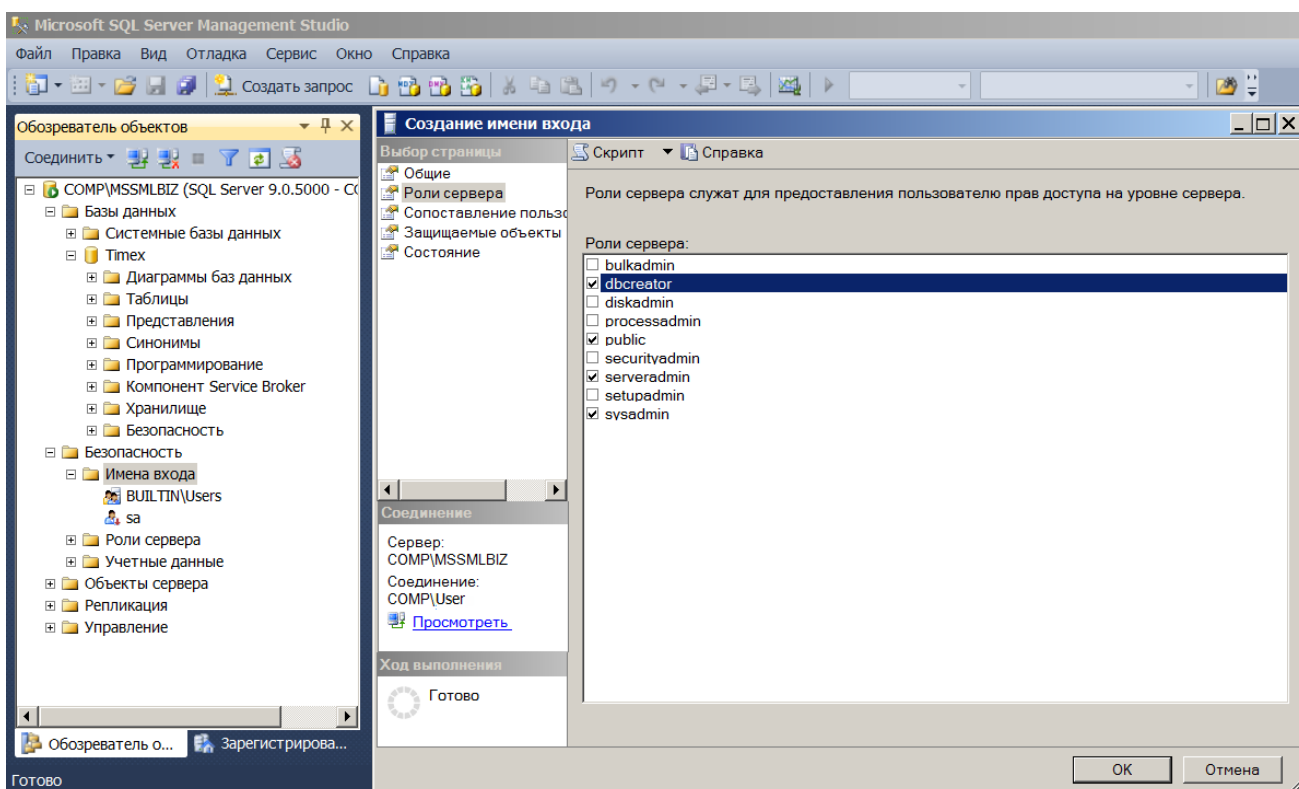 Microsoft SQL Server Management Studio
Файл Правка Вид Отладка Сервис Окно Справка
Создать запрос
Обозреватель объектов
Соединить
COMP\MSSMLBIZ (SQL Server 9.0.5000 - CO
Базы данных
Системные базы данных
Timex
Диаграммы баз данных
Таблицы
Представления
Синонимы
Программирование
Компонент Service Broker
Хранилище
Безопасность
Безопасность
Имена входа
BUILTIN\Users
sa
Роли сервера
Учетные данные
Объекты сервера
Репликация
Управление
Обозреватель о...
Зарегистрирова...
Готово
Создание имени входа
Выбор страницы
Общие
Роли сервера
Сопоставление пользо
Защищаемые объекты
Состояние
Соединение
Сервер:
COMP\MSSMLBIZ
Соединение:
COMP\User
Просмотреть
Ход выполнения
Готово
Скрипт Справка
Роли сервера служат для предоставления пользователю прав доступа на уровне сервера.
Роли сервера:
bulkadmin
dbcreator
diskadmin
processadmin
public
securityadmin
serveradmin
setupadmin
sysadmin
OK
Отмена